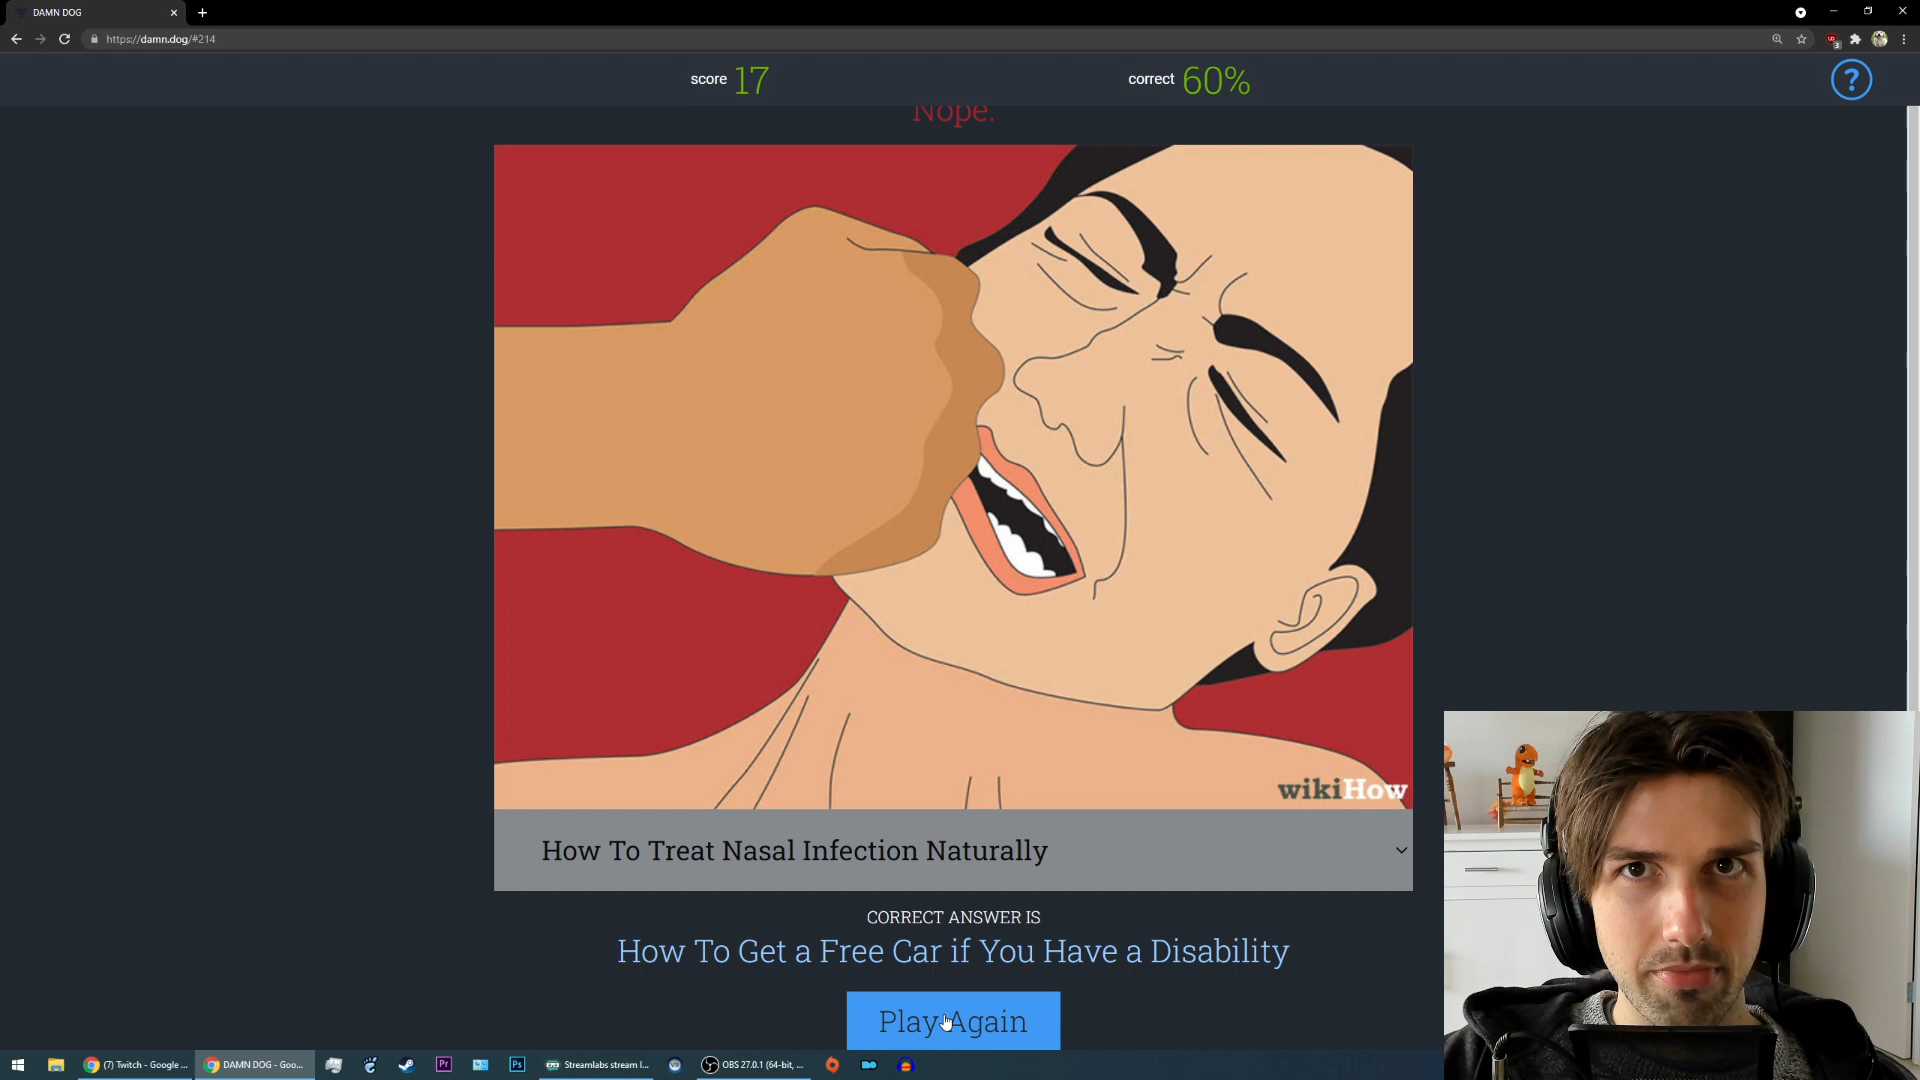 DAMN DOG
https://damn.dog/#214
score 17
correct 60%
?
Nope.
wikiHow
How To Treat Nasal Infection Naturally
CORRECT ANSWER IS
How To Get a Free Car if You Have a Disability
Play Again
(7) Twitch - Google ...
DAMN DOG - Goo...
Pr
Ps
Streamlabs stream l...
OBS 27.0.1 (64-bit, ...